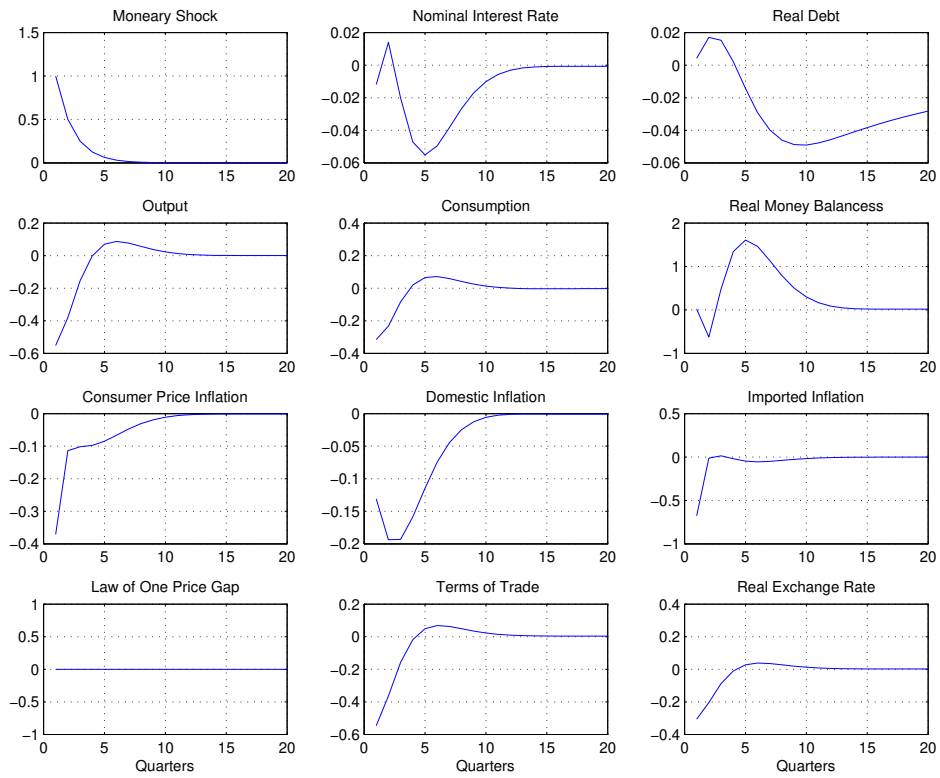 Moneary Shock
1.5
1
0.5
0
0 5 10 15 20
Nominal Interest Rate
0.02
0
−0.02
−0.04
−0.06
0 5 10 15 20
Real Debt
0.02
0
−0.02
−0.04
−0.06
0 5 10 15 20
Output
0.2
0
−0.2
−0.4
−0.6
0 5 10 15 20
Consumption
0.4
0.2
0
−0.2
−0.4
0 5 10 15 20
Real Money Balancess
2
1
0
−1
0 5 10 15 20
Consumer Price Inflation
0
−0.1
−0.2
−0.3
−0.4
0 5 10 15 20
Domestic Inflation
0
−0.05
−0.1
−0.15
−0.2
0 5 10 15 20
Imported Inflation
0.5
0
−0.5
−1
0 5 10 15 20
Law of One Price Gap
1
0.5
0
−0.5
−1
0 5 10 15 20
Quarters
Terms of Trade
0.2
0
−0.2
−0.4
−0.6
0 5 10 15 20
Quarters
Real Exchange Rate
0.4
0.2
0
−0.2
−0.4
0 5 10 15 20
Quarters